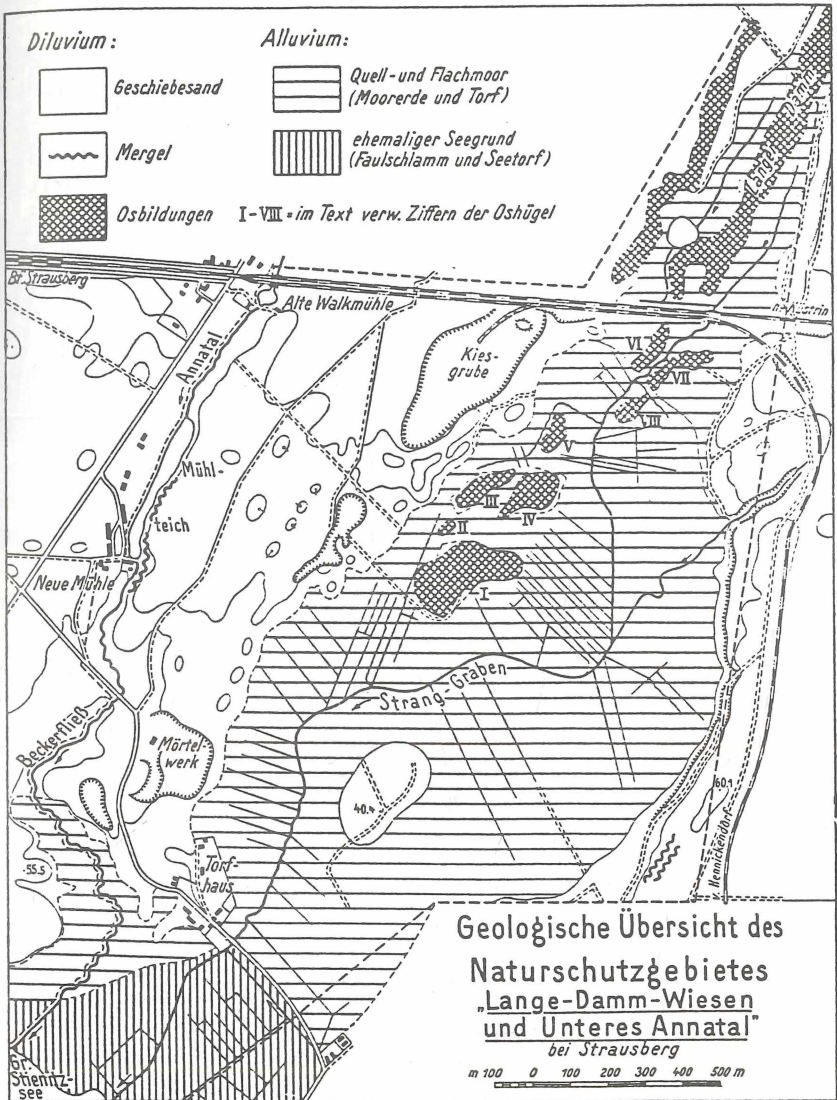 Diluvium:
Alluvium:
Geschiebesand
Mergel
Osbildungen
Quell- und Flachmoor
(Moorerde und Torf)
ehemaliger Seegrund
(Faulschlamm und Seetorf)
I-VIII = im Text verw. Ziffern der Oshügel
Langer Damm
Bf. Strausberg
Alte Walkmühle
Annatal
Kies-
grube
VI
VII
VIII
V
III
IV
II
I
Mühl-
teich
Neue Mühle
Strang-Graben
Beckerfließ
Mörtel-
werk
40.4
60.1
Hennickendorf
55.5
Torf-
haus
Gr.
Stienitz-
see
Geologische Übersicht des
Naturschutzgebietes
„Lange-Damm-Wiesen
und Unteres Annatal"
bei Strausberg
m 100 0 100 200 300 400 500 m